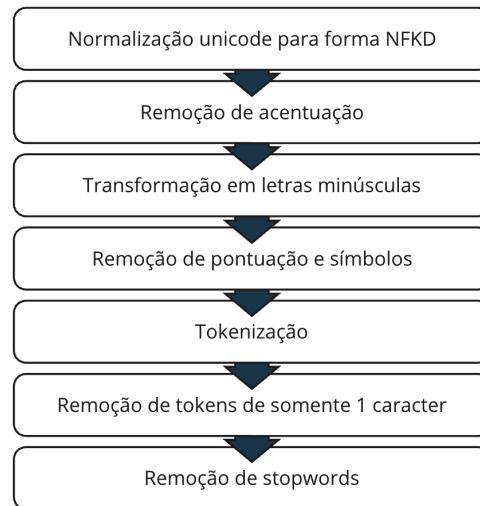 Normalização unicode para forma NFKD
Remoção de acentuação
Transformação em letras minúsculas
Remoção de pontuação e símbolos
Tokenização
Remoção de tokens de somente 1 caracter
Remoção de stopwords